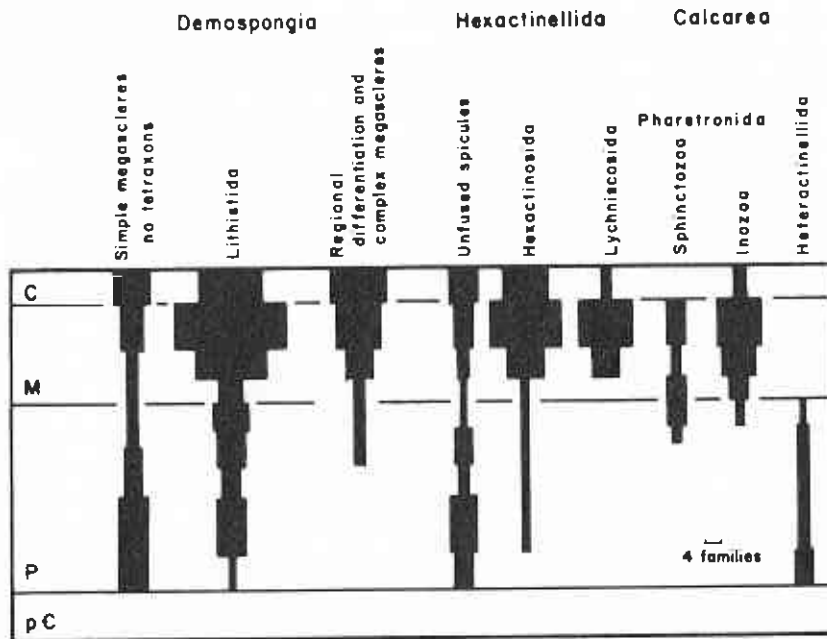 Demospongia
Hexactinellida
Calcarea
Pharetronida
Simple megascleres
no tetraxons
Lithistida
Regional
differentiation and
complex megascleres
Unfused spicules
Hexactinosida
Lychniscosida
Sphinctozoa
Inozoa
Heteractinellida
C
M
P
pC
4 families